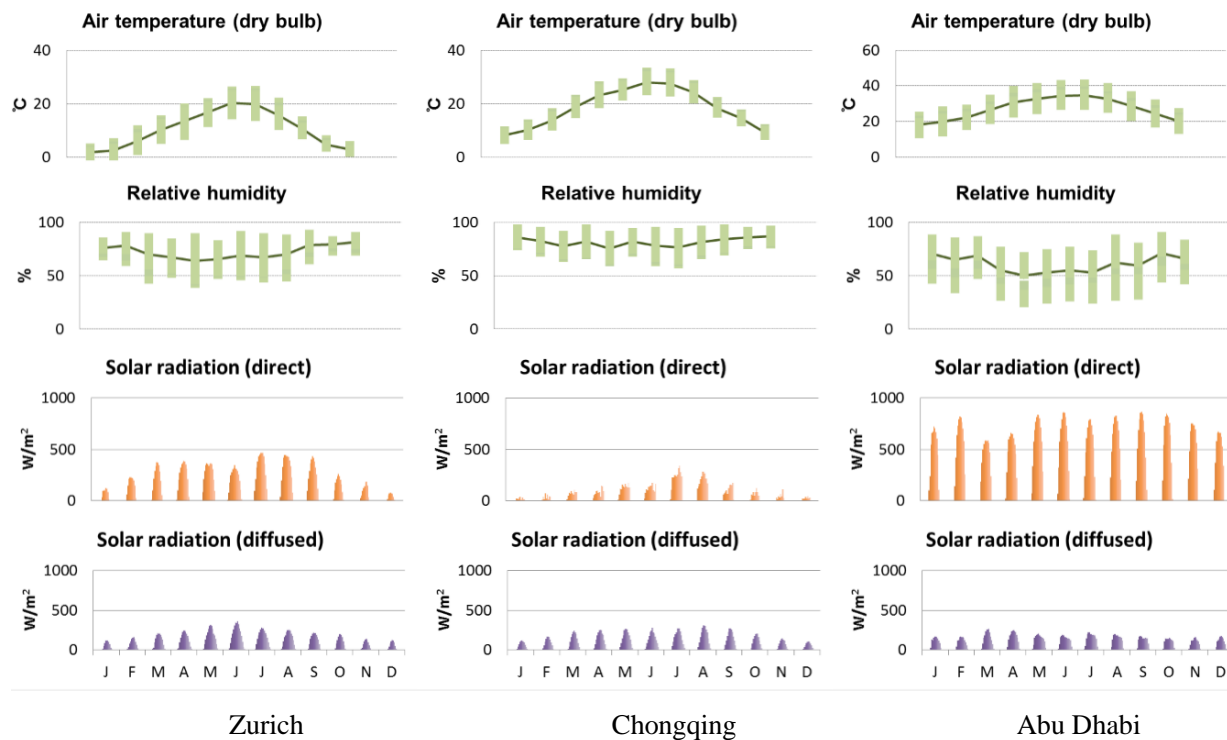 Air temperature (dry bulb)
40
20
0
℃
Relative humidity
100
50
0
%
Solar radiation (direct)
1000
500
0
W/m²
Solar radiation (diffused)
1000
500
0
W/m²
J F M A M J J A S O N D
Zurich
Air temperature (dry bulb)
40
20
0
℃
Relative humidity
100
50
0
%
Solar radiation (direct)
1000
500
0
W/m²
Solar radiation (diffused)
1000
500
0
W/m²
J F M A M J J A S O N D
Chongqing
Air temperature (dry bulb)
60
40
20
0
℃
Relative humidity
100
50
0
%
Solar radiation (direct)
1000
500
0
W/m²
Solar radiation (diffused)
1000
500
0
W/m²
J F M A M J J A S O N D
Abu Dhabi